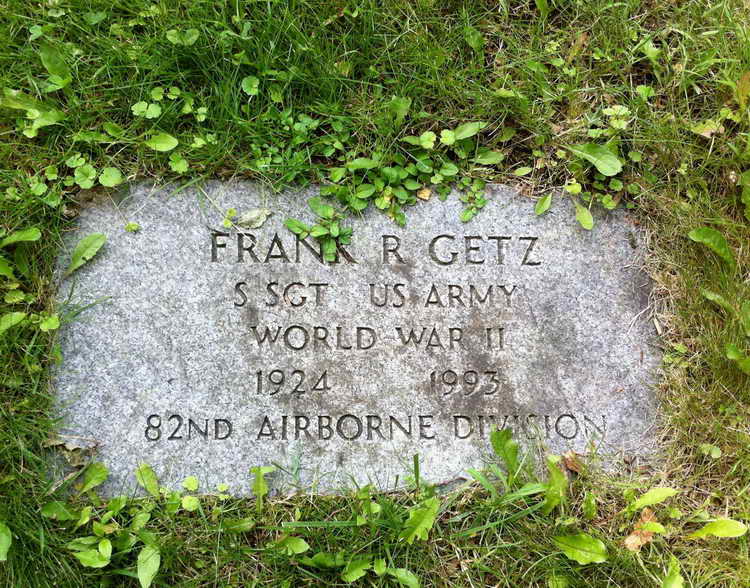 FRANK R GETZ
S SGT US ARMY
WORLD WAR II
1924 1993
82ND AIRBORNE DIVISION